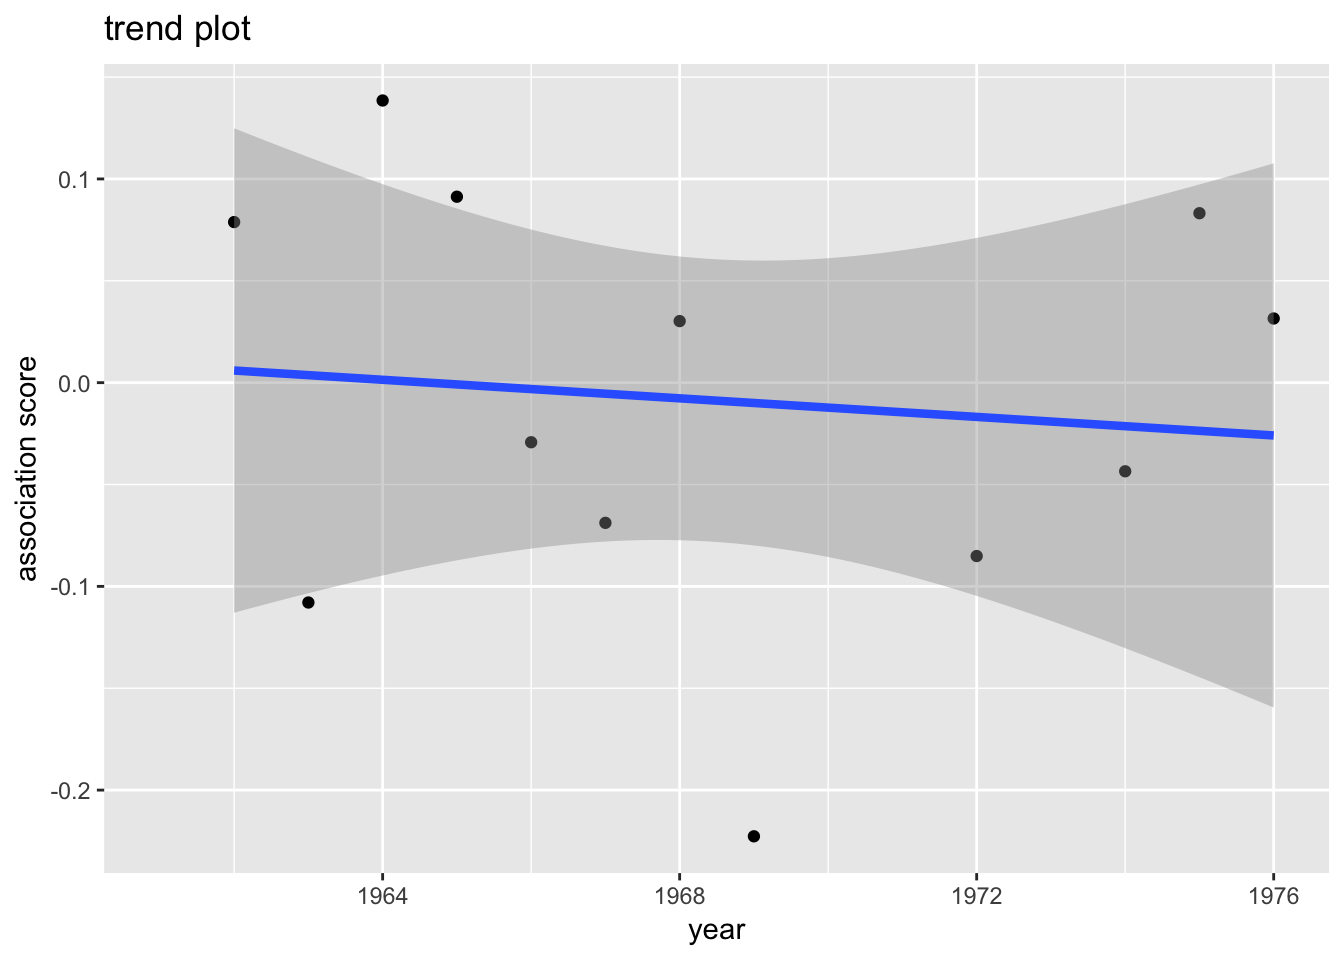 trend plot
association score
0.1
0.0
-0.1
-0.2
1964 1968 1972 1976
year